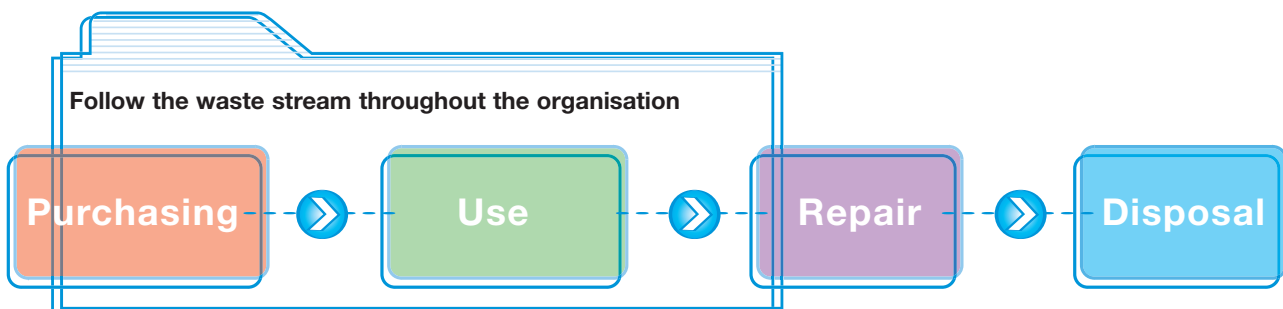 Follow the waste stream throughout the organisation
Purchasing Use Repair Disposal